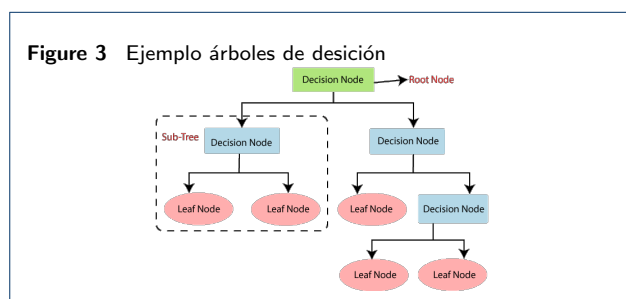 Figure 3 Ejemplo árboles de desición
Decision Node
Root Node
Sub-Tree
Decision Node
Decision Node
Leaf Node
Leaf Node
Leaf Node
Decision Node
Leaf Node
Leaf Node